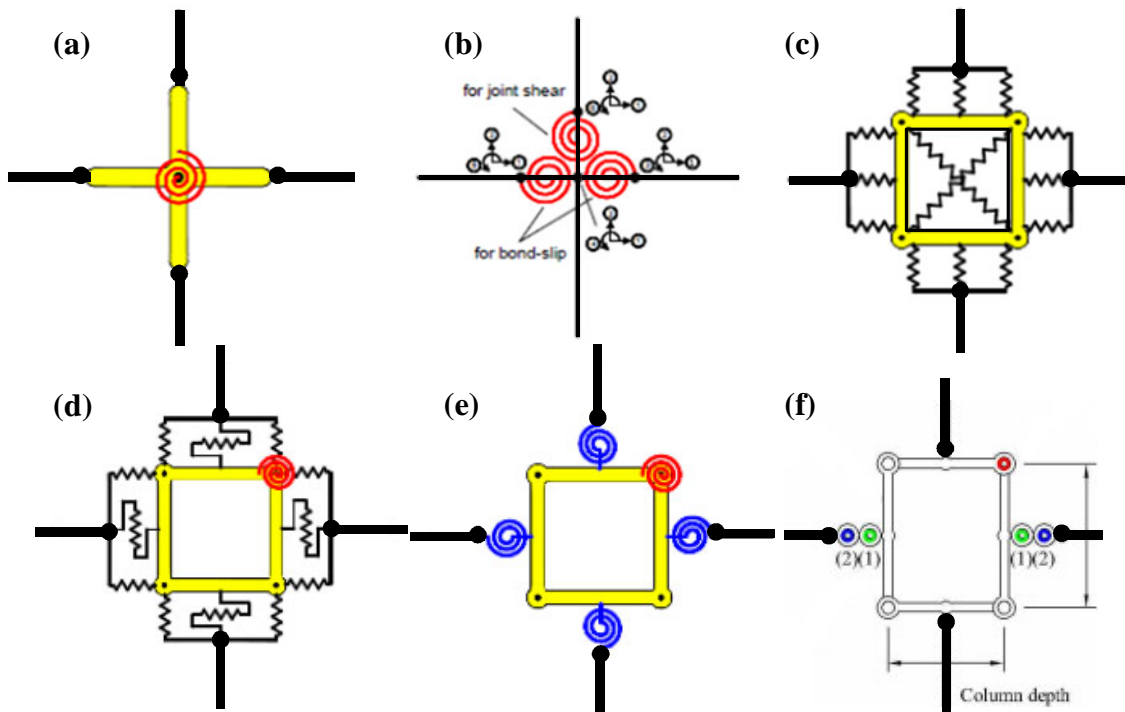 (a)
(b)
for joint shear
for bond-slip
(c)
(d)
(e)
(f)
(2)(1)
(1)(2)
Column depth